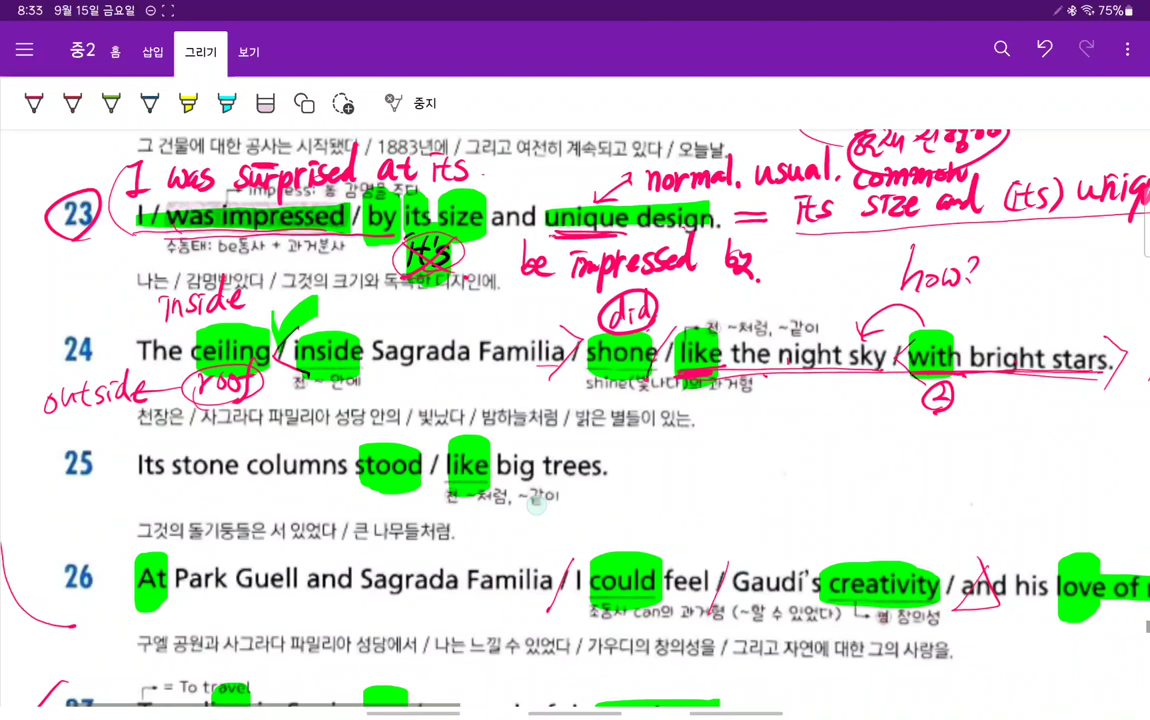 8:33 9월 15일 금요일 75%
중2 홈 삽입 그리기 보기
중지
그 건물에 대한 공사는 시작됐다 / 1883년에 / 그리고 여전히 계속되고 있다 / 오늘날.
I was surprised at its.
normal, usual. common
impress: 동 감명을 주다
23 I / was impressed / by its size and unique design. = its size and (its) uniq
수동태: be동사 + 과거분사
it's
be impressed by.
나는 / 감명받았다 / 그것의 크기와 독특한 디자인에.
how?
inside
did
전 ~처럼, ~같이
24 The ceiling / inside Sagrada Familia / shone / like the night sky / with bright stars.
outside roof
전 ~ 안에
shine(빛나다)의 과거형
②
천장은 / 사그라다 파밀리아 성당 안의 / 빛났다 / 밤하늘처럼 / 밝은 별들이 있는.
25 Its stone columns stood / like big trees.
전 ~처럼, ~같이
그것의 돌기둥들은 서 있었다 / 큰 나무들처럼.
26 At Park Guell and Sagrada Familia / I could feel / Gaudi's creativity / and his love of
조동사 can의 과거형 (~할 수 있었다)
명 창의성
구엘 공원과 사그라다 파밀리아 성당에서 / 나는 느낄 수 있었다 / 가우디의 창의성을 / 그리고 자연에 대한 그의 사랑을.
= To travel